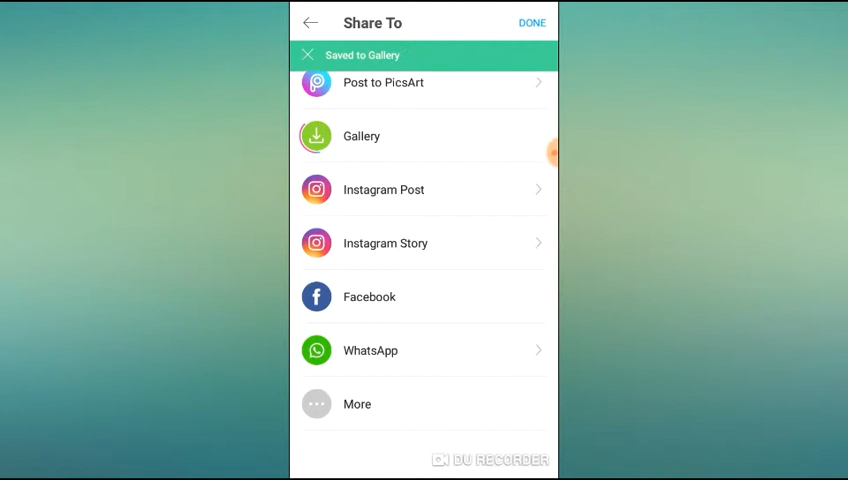 Share To
DONE
Saved to Gallery
Post to PicsArt
Gallery
Instagram Post
Instagram Story
Facebook
WhatsApp
More
DU RECORDER